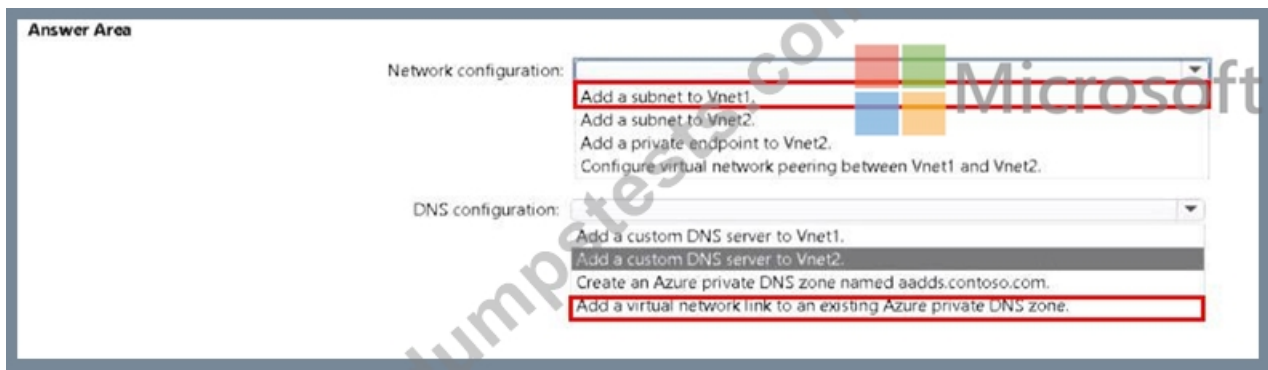 Answer Area
Network configuration:
Microsoft
Add a subnet to Vnet1.
Add a subnet to Vnet2.
Add a private endpoint to Vnet2.
Configure virtual network peering between Vnet1 and Vnet2.
DNS configuration:
Add a custom DNS server to Vnet1.
Add a custom DNS server to Vnet2.
Create an Azure private DNS zone named aadds.contoso.com.
Add a virtual network link to an existing Azure private DNS zone.
umpstests.com